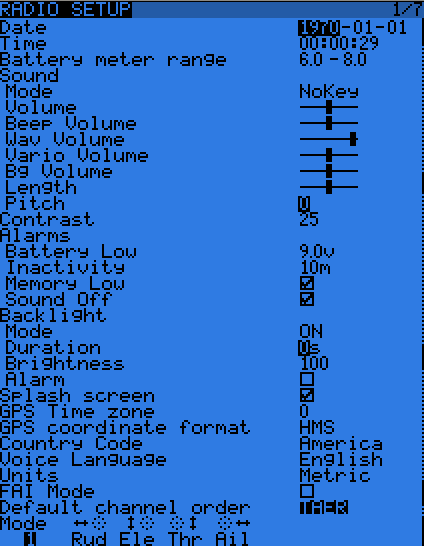 RADIO SETUP 1/7
Date 1970-01-01
Time 00:00:29
Battery meter range 6.0 - 8.0
Sound
Mode NoKey
Volume
Beep Volume
Wav Volume
Vario Volume
Bg Volume
Length
Pitch 0
Contrast 25
Alarms
Battery Low 9.0v
Inactivity 10m
Memory Low
Sound Off
Backlight
Mode ON
Duration 0s
Brightness 100
Alarm
Splash screen
GPS Time zone 0
GPS coordinate format HMS
Country Code America
Voice Language English
Units Metric
FAI Mode
Default channel order TAER
Mode
1 Rud Ele Thr Ail